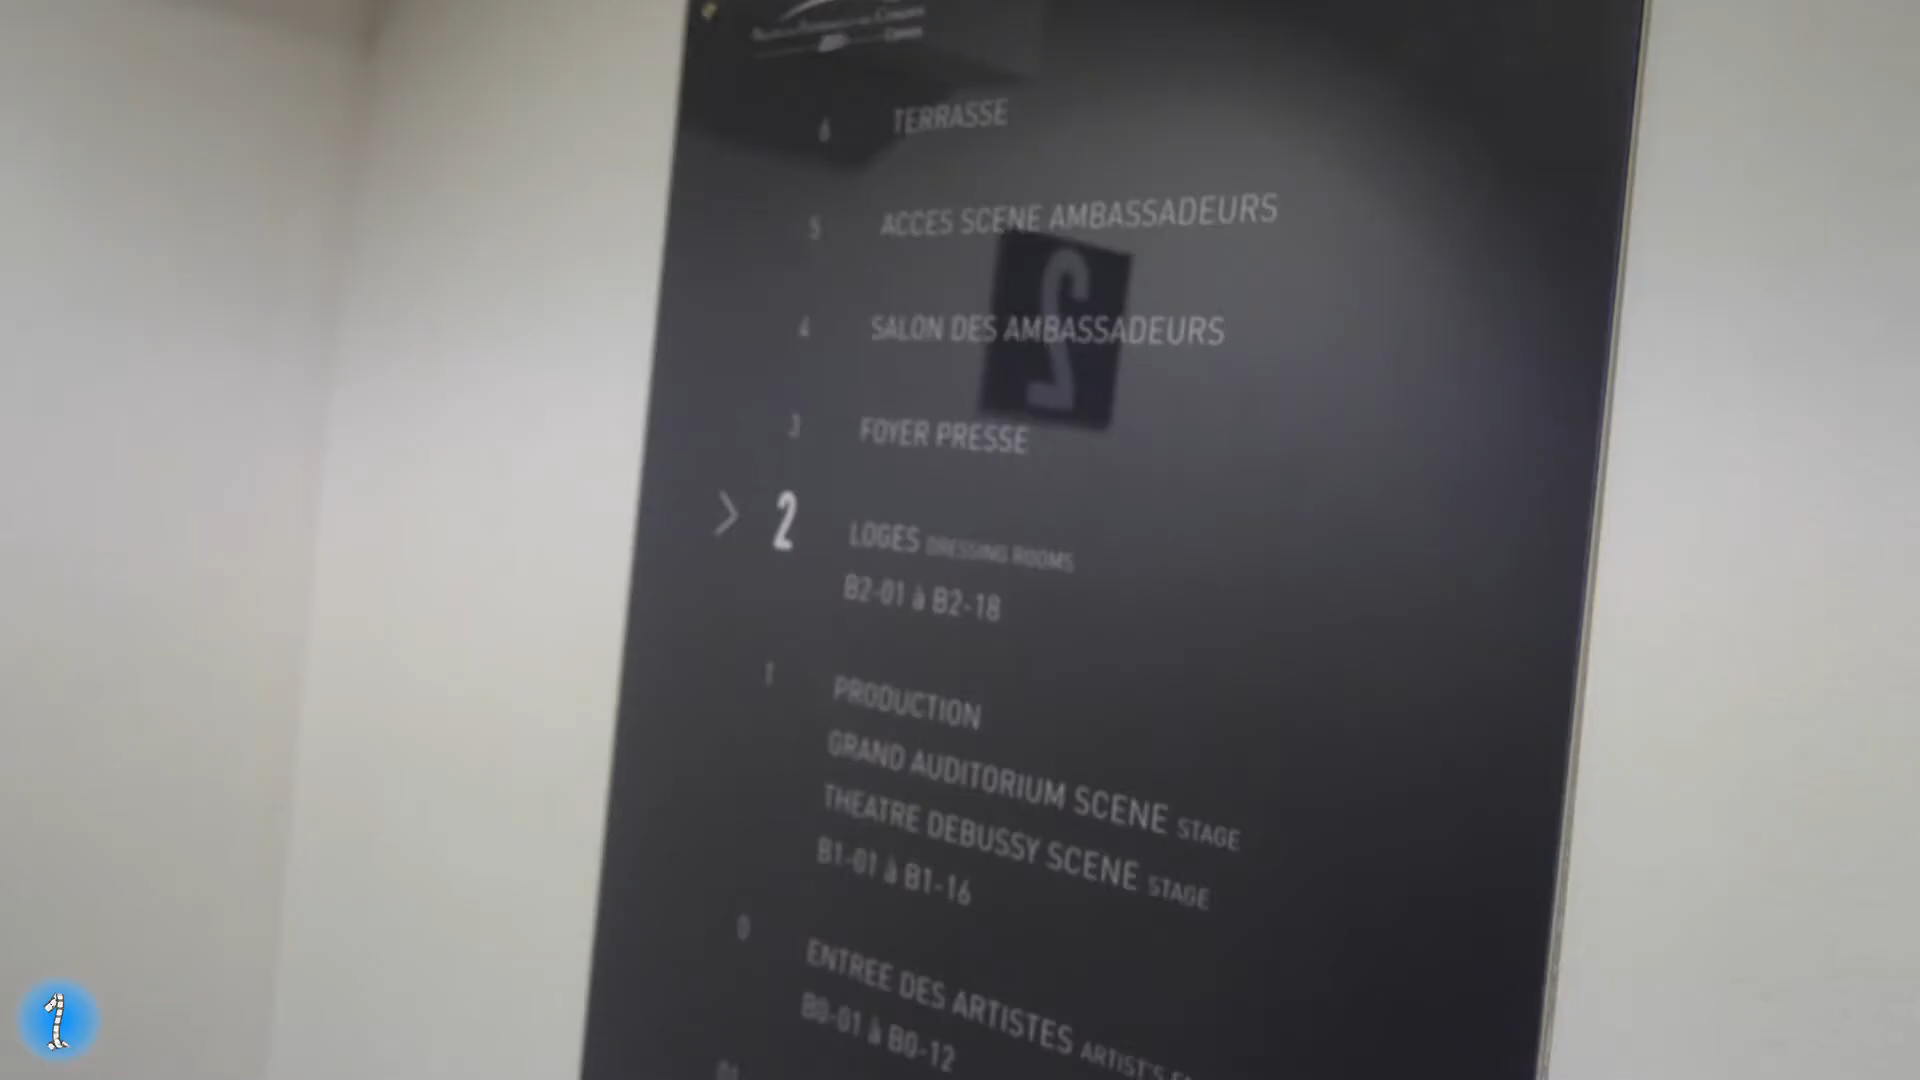 6 TERRASSE
5 ACCES SCENE AMBASSADEURS
4 SALON DES AMBASSADEURS
3 FOYER PRESSE
2 LOGES DRESSING ROOMS
B2-01 à B2-18
1 PRODUCTION
GRAND AUDITORIUM SCENE STAGE
THEATRE DEBUSSY SCENE STAGE
B1-01 à B1-16
0 ENTREE DES ARTISTES ARTIST'S
B0-01 à B0-12